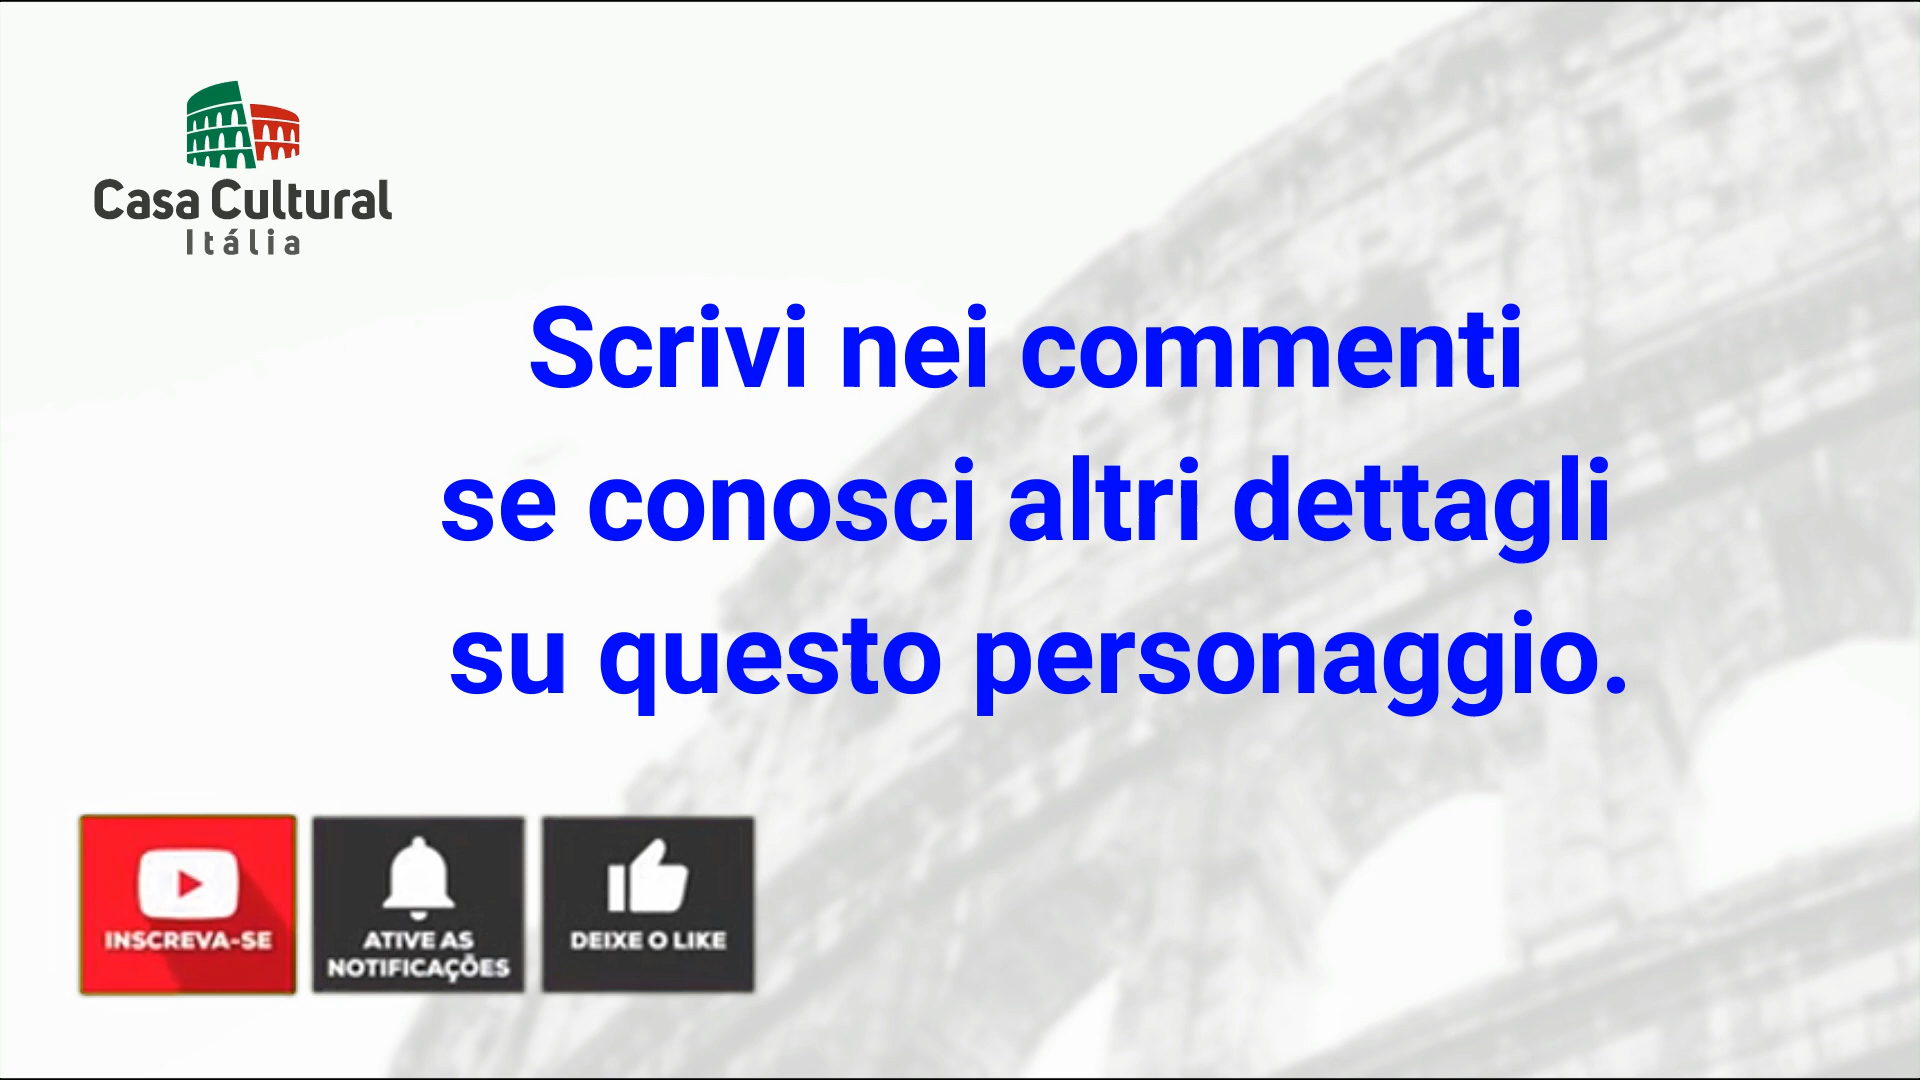 Casa Cultural
Itália
Scrivi nei commenti
se conosci altri dettagli
su questo personaggio.
INSCREVA-SE
ATIVE AS
NOTIFICAÇÕES
DEIXE O LIKE